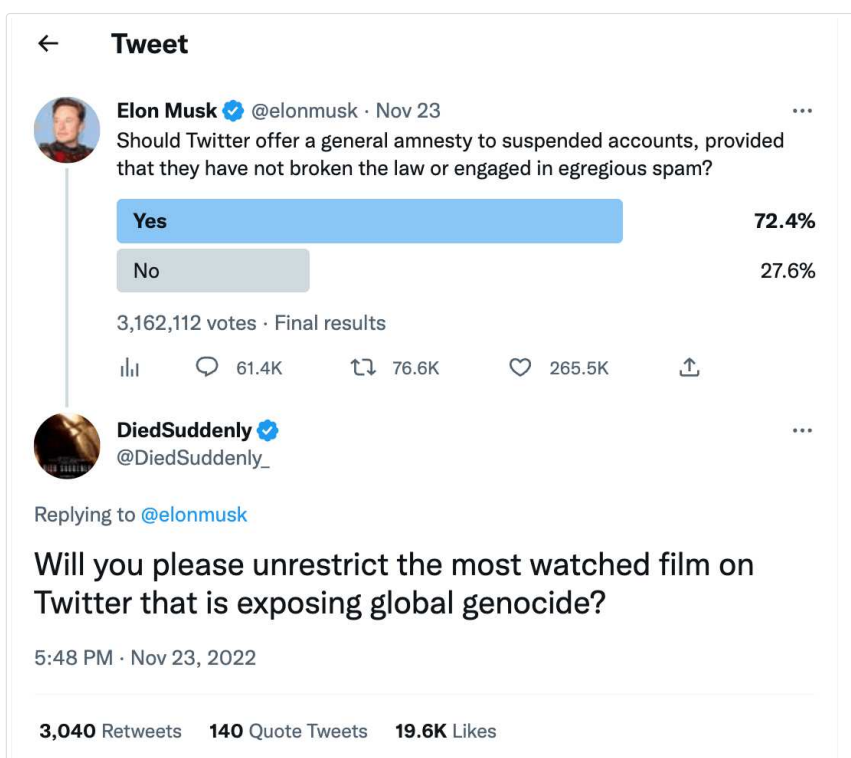 Tweet
Elon Musk @elonmusk · Nov 23
Should Twitter offer a general amnesty to suspended accounts, provided
that they have not broken the law or engaged in egregious spam?
Yes 72.4%
No 27.6%
3,162,112 votes · Final results
61.4K 76.6K 265.5K
DiedSuddenly
@DiedSuddenly_
DIED SUDDENLY
Replying to @elonmusk
Will you please unrestrict the most watched film on
Twitter that is exposing global genocide?
5:48 PM · Nov 23, 2022
3,040 Retweets 140 Quote Tweets 19.6K Likes